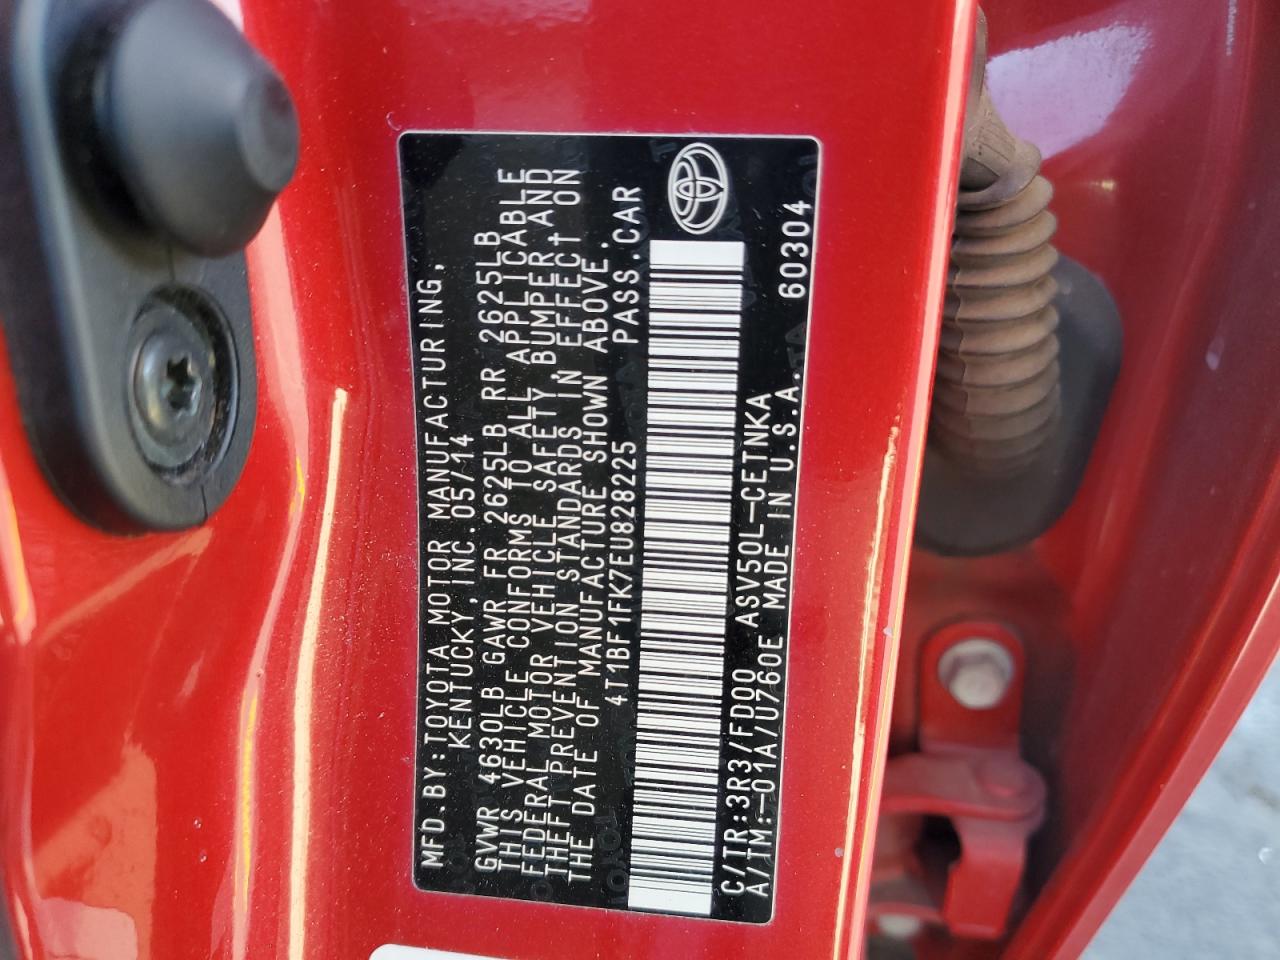 MFD.BY:TOYOTA MOTOR MANUFACTURING,
KENTUCKY,INC.05/14
GVWR 4630LB GAWR FR 2625LB RR 2625LB
THIS VEHICLE CONFORMS TO ALL APPLICABLE
FEDERAL MOTOR VEHICLE SAFETY,BUMPER,AND
THEFT PREVENTION STANDARDS IN EFFECT ON
THE DATE OF MANUFACTURE SHOWN ABOVE.
4T1BF1FK7EU828225 PASS.CAR
C/TR:3R3/FD00 ASV50L-CETNKA
A/TM:-01A/U760E MADE IN U.S.A. 60304